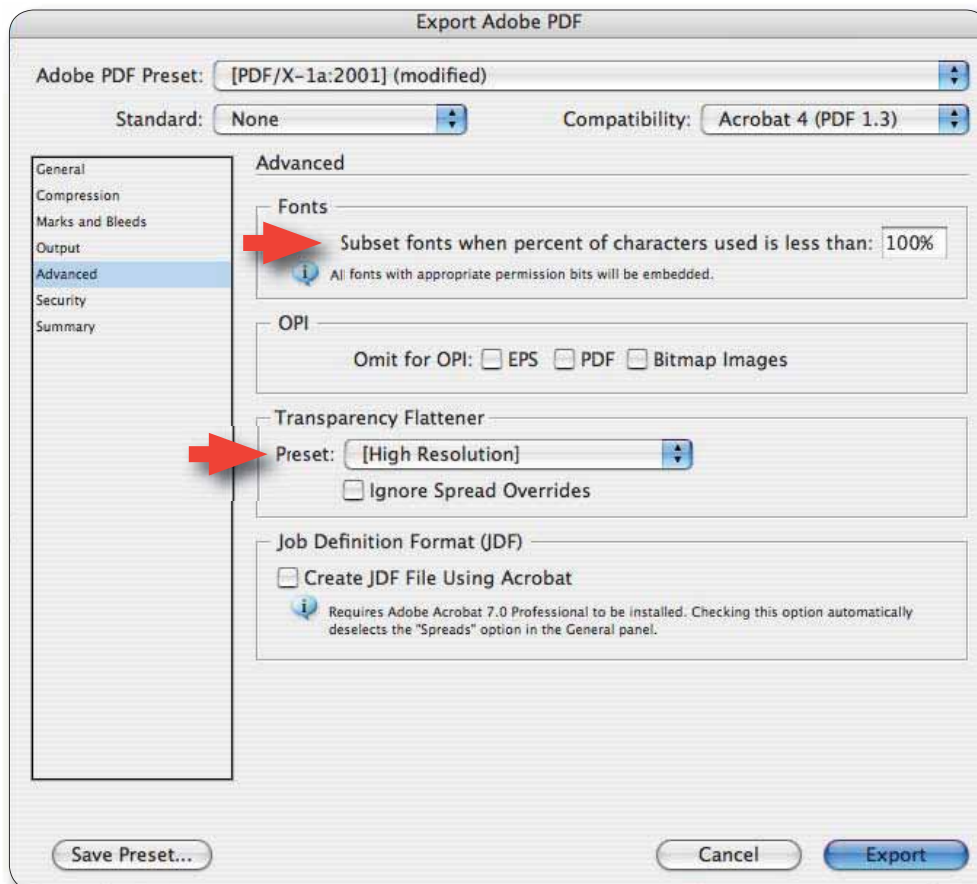 Export Adobe PDF
Adobe PDF Preset: [PDF/X-1a:2001] (modified)
Standard: None Compatibility: Acrobat 4 (PDF 1.3)
General
Compression
Marks and Bleeds
Output
Advanced
Security
Summary
Advanced
Fonts
Subset fonts when percent of characters used is less than: 100%
All fonts with appropriate permission bits will be embedded.
OPI
Omit for OPI: EPS PDF Bitmap Images
Transparency Flattener
Preset: [High Resolution]
Ignore Spread Overrides
Job Definition Format (JDF)
Create JDF File Using Acrobat
Requires Adobe Acrobat 7.0 Professional to be installed. Checking this option automatically
deselects the "Spreads" option in the General panel.
Save Preset... Cancel Export